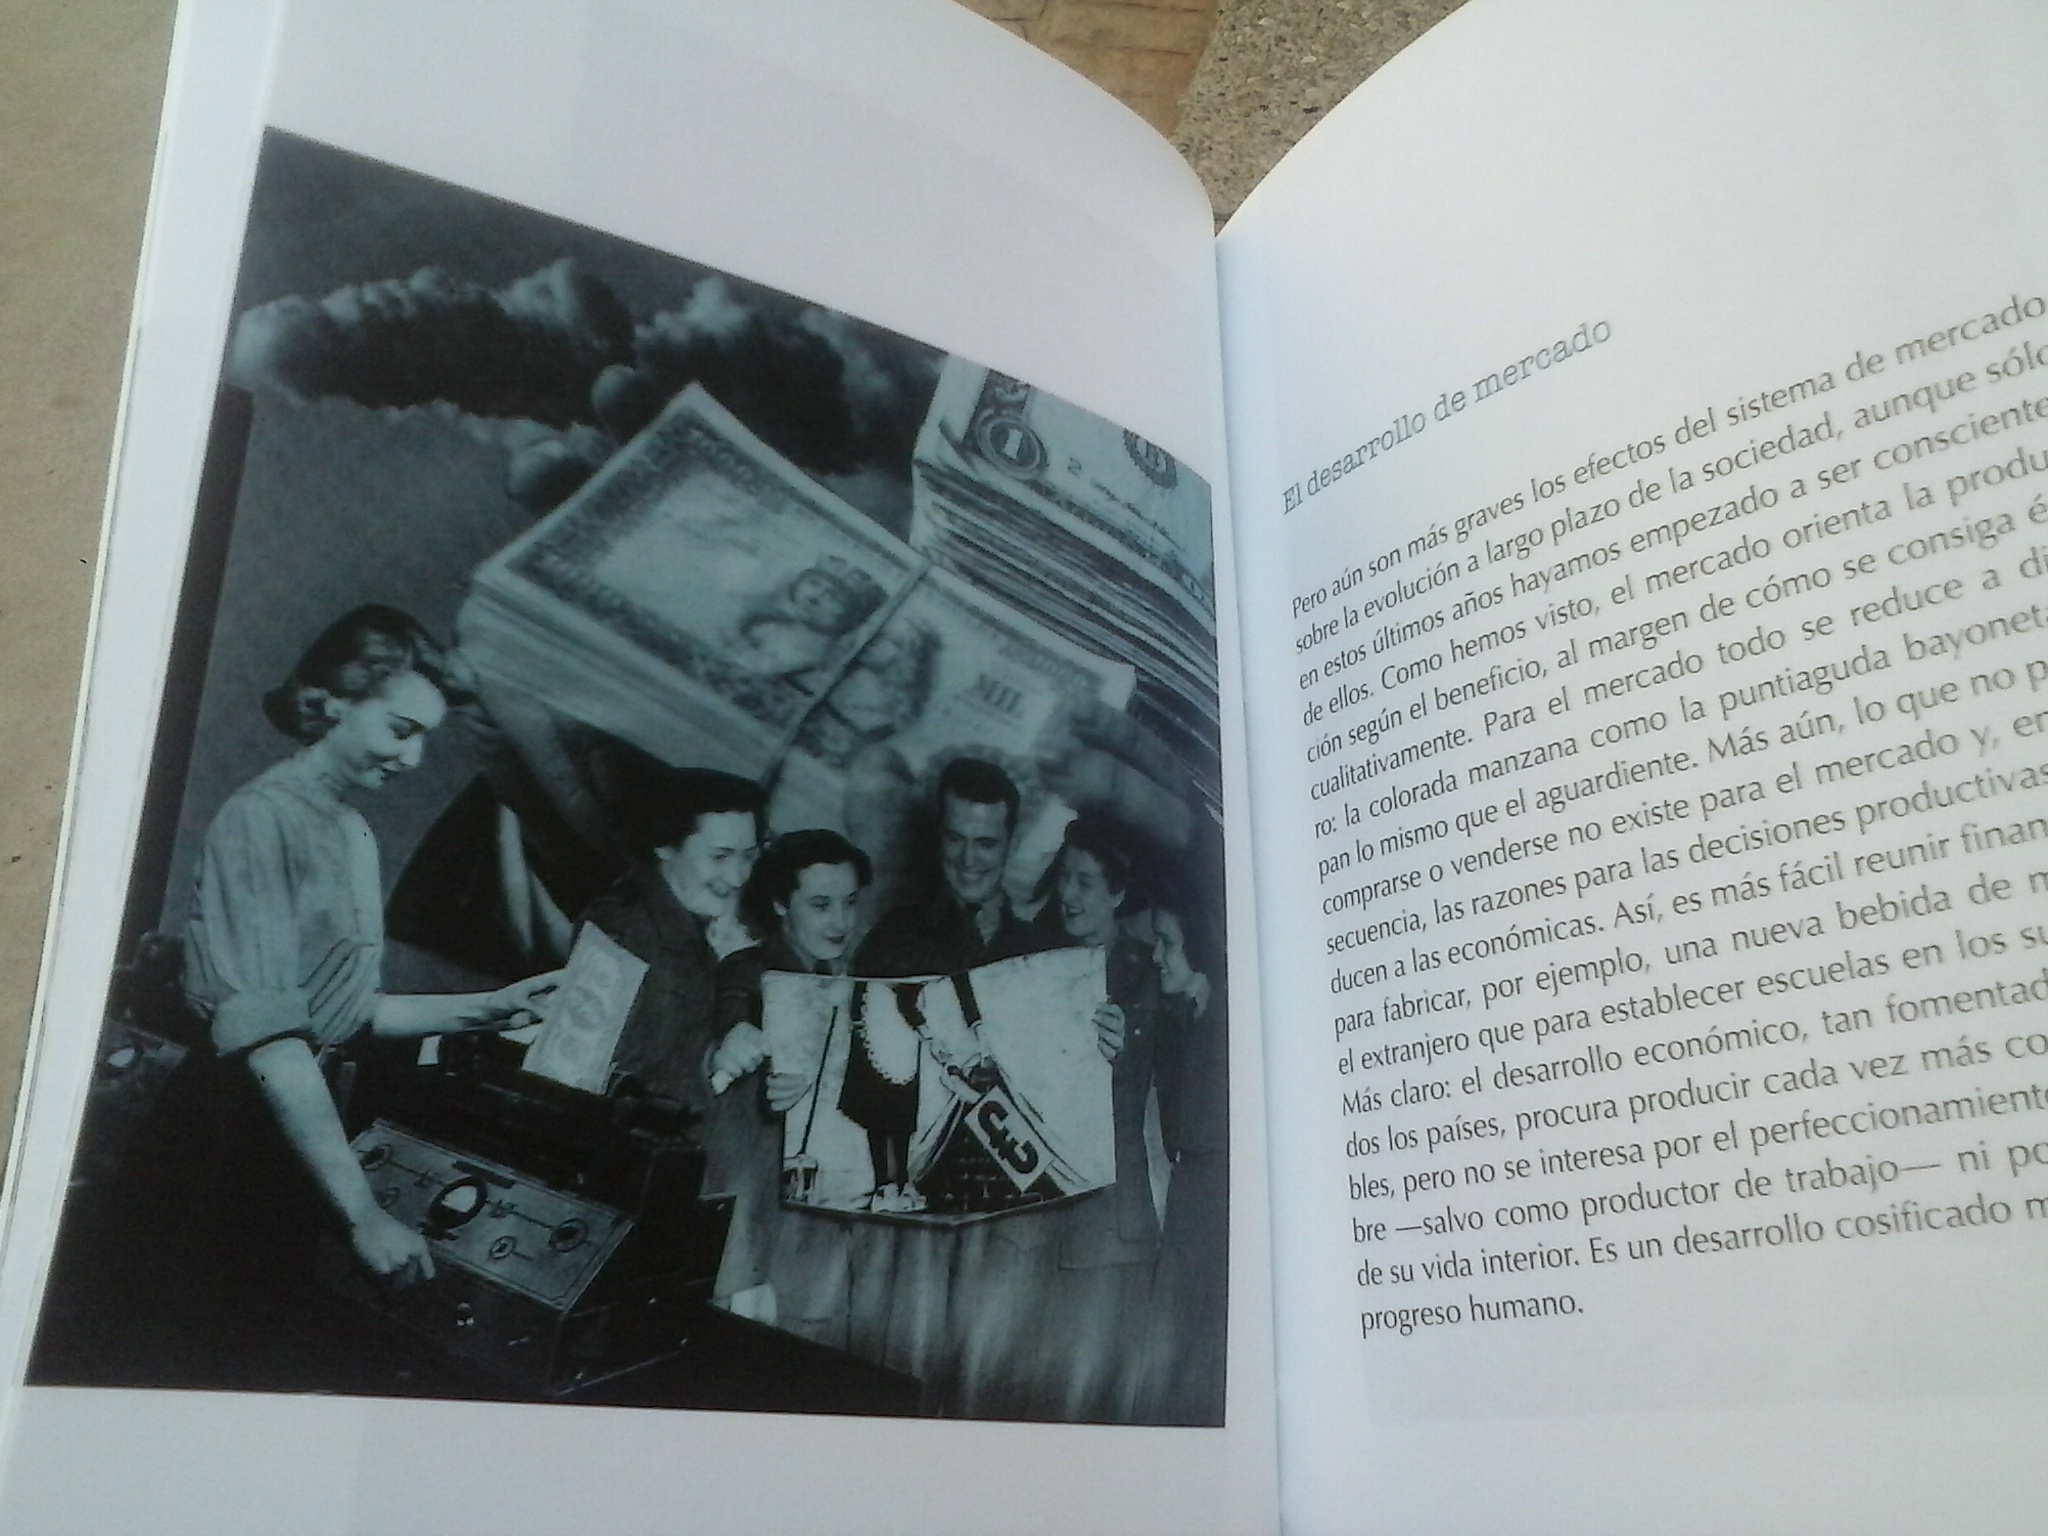 1
2
MIL
El desarrollo de mercado
Pero aún son más graves los efectos del sistema de mercado
sobre la evolución a largo plazo de la sociedad, aunque sólo
en estos últimos años hayamos empezado a ser consciente
de ellos. Como hemos visto, el mercado orienta la produ
ción según el beneficio, al margen de cómo se consiga é
cualitativamente. Para el mercado todo se reduce a di
ro: la colorada manzana como la puntiaguda bayoneta
pan lo mismo que el aguardiente. Más aún, lo que no p
comprarse o venderse no existe para el mercado y, en
secuencia, las razones para las decisiones productivas
ducen a las económicas. Así, es más fácil reunir finan
para fabricar, por ejemplo, una nueva bebida de m
el extranjero que para establecer escuelas en los su
Más claro: el desarrollo económico, tan fomentad
dos los países, procura producir cada vez más co
bles, pero no se interesa por el perfeccionamiento
bre —salvo como productor de trabajo— ni po
de su vida interior. Es un desarrollo cosificado m
progreso humano.